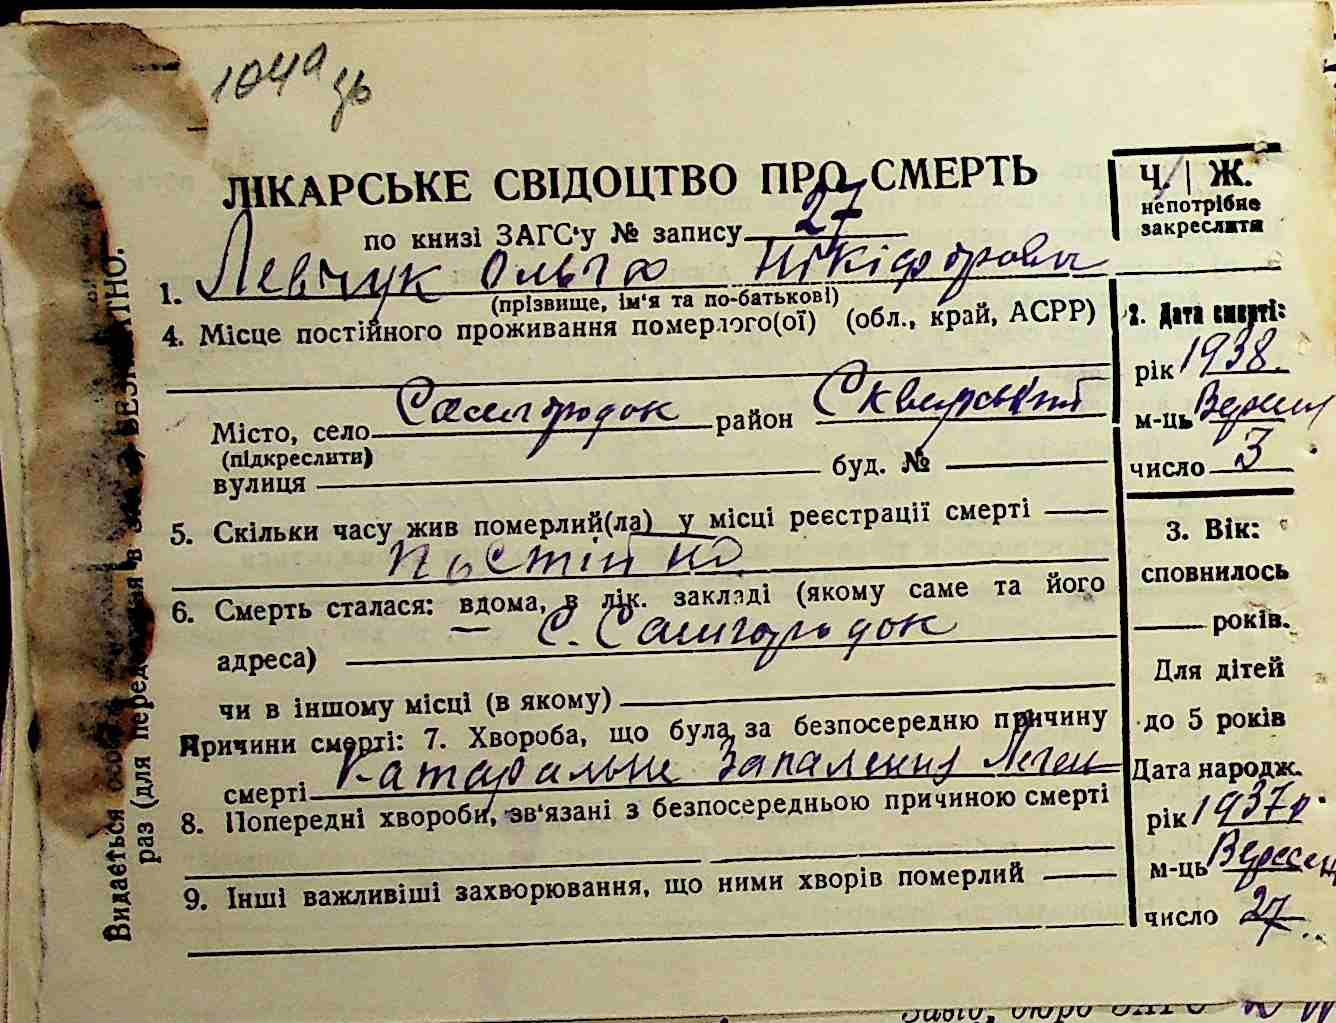 104а
ЛІКАРСЬКЕ СВІДОЦТВО ПРО СМЕРТЬ
по книзі ЗАГС'у № запису 27
1. Левчук Ольга Нікіфоровна
(прізвище, ім'я та по-батькові)
4. Місце постійного проживання померлого(ої) (обл., край, АСРР)
Місто, село Самгородок район Сквирський
(підкреслити)
вулиця буд. №
5. Скільки часу жив померлий(ла) у місці реєстрації смерті
Постійно
6. Смерть сталася: вдома, в лік. закладі (якому саме та його
адреса) с. Самгородок
чи в іншому місці (в якому)
Причини смерті: 7. Хвороба, що була за безпосередню причину
смерті Катаральне Запалення Леген
8. Попередні хвороби, зв'язані з безпосередньою причиною смерті
9. Інші важливіші захворювання, що ними хворів померлий
Ч. | Ж.
непотрібне
закреслити
2. Дата смерті:
рік 1938.
м-ць
число 3
3. Вік:
сповнилось
років.
Для дітей
до 5 років
Дата народж.
рік 1937 р.
м-ць Вересень
число 27
Видається БЕЗПЛАТНО.
раз (для